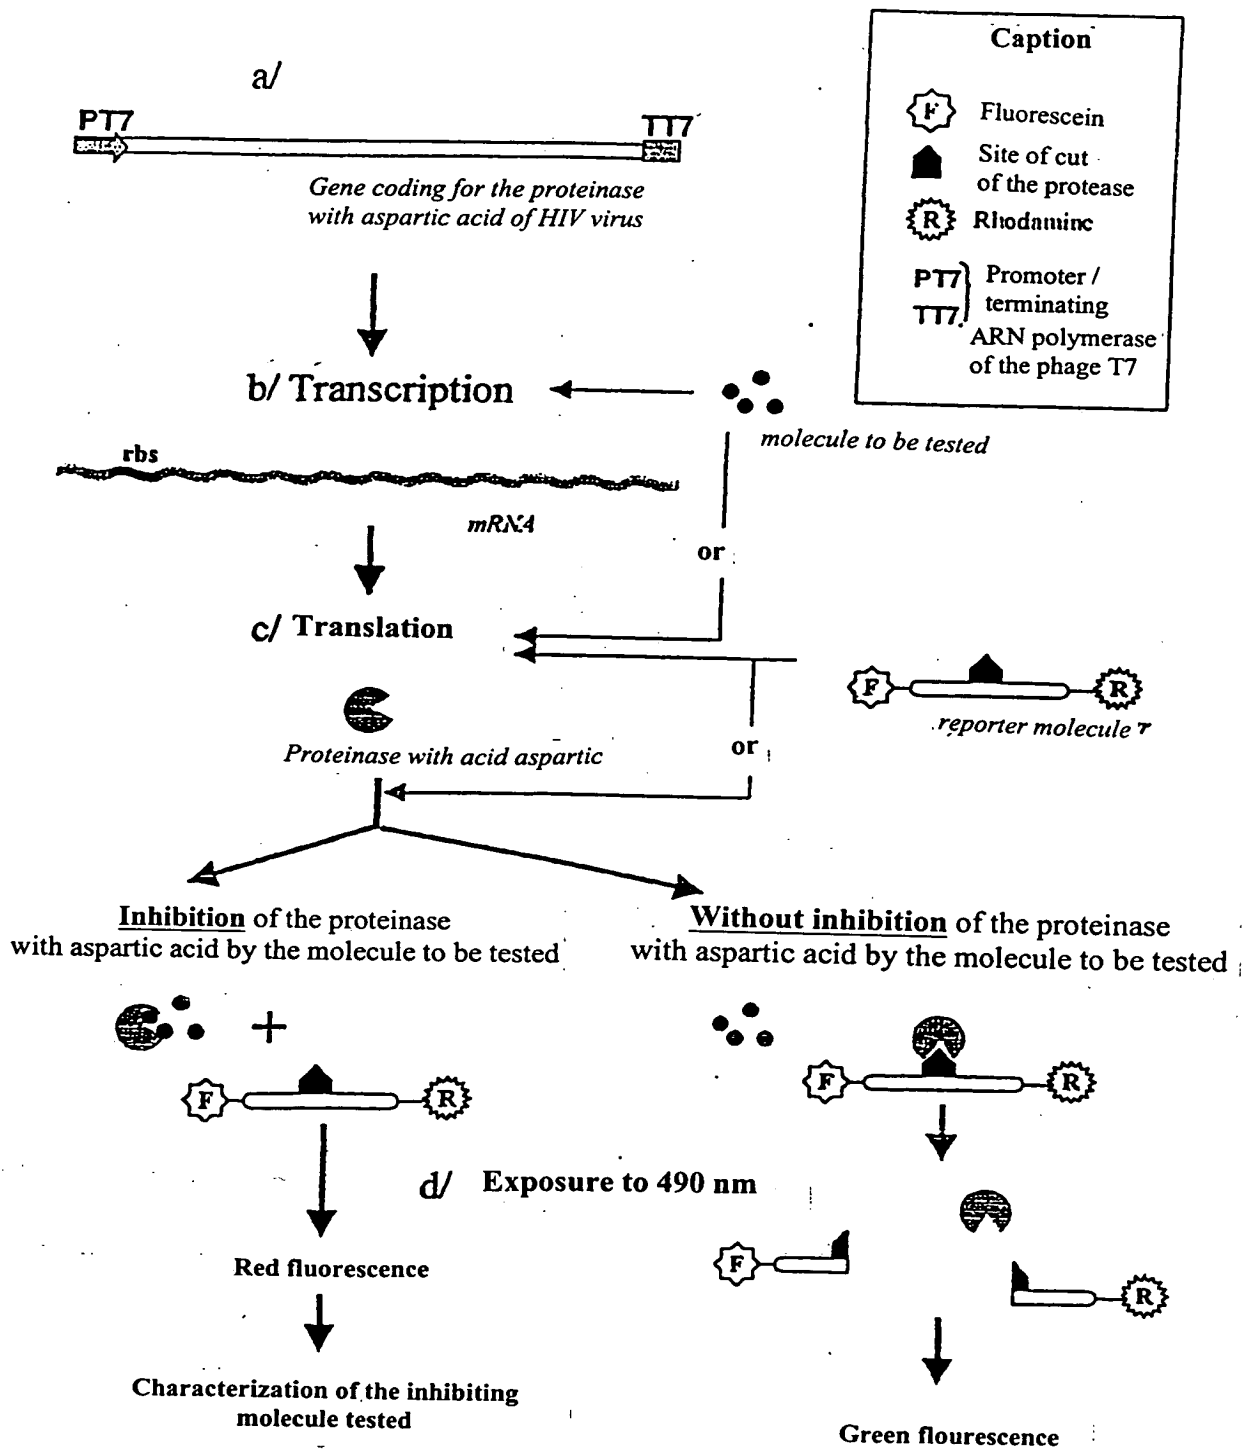 a/
PT7
TT7
Gene coding for the proteinase
with aspartic acid of HIV virus
Caption
F Fluorescein
Site of cut
of the protease
R Rhodamine
PT7 Promoter /
TT7 terminating
ARN polymerase
of the phage T7
b/ Transcription
molecule to be tested
rbs
mRNA
or
c/ Translation
F R
reporter molecule r
Proteinase with acid aspartic
or
Inhibition of the proteinase
with aspartic acid by the molecule to be tested
Without inhibition of the proteinase
with aspartic acid by the molecule to be tested
+
F R
F R
d/ Exposure to 490 nm
F
R
Red fluorescence
Characterization of the inhibiting
molecule tested
Green flourescence